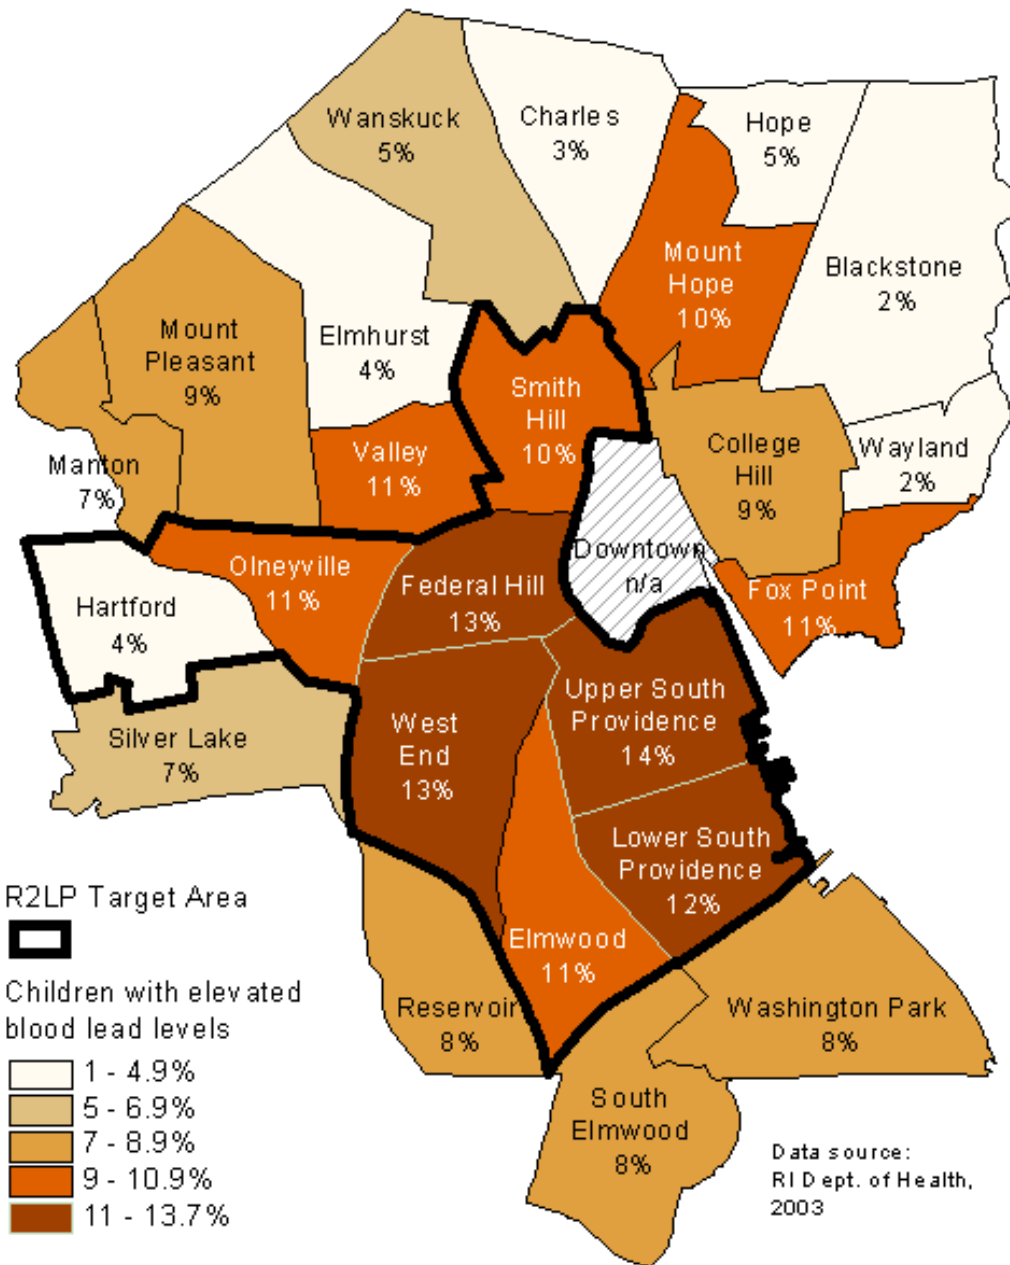 Wanskuck
5%
Charles
3%
Hope
5%
Mount
Hope
10%
Blackstone
2%
Mount
Pleasant
9%
Elmhurst
4%
Smith
Hill
10%
Manton
7%
Valley
11%
College
Hill
9%
Wayland
2%
Downtown
n/a
Olneyville
11%
Federal Hill
13%
Fox Point
11%
Hartford
4%
Silver Lake
7%
West
End
13%
Upper South
Providence
14%
Lower South
Providence
12%
Elmwood
11%
Reservoir
8%
Washington Park
8%
South
Elmwood
8%
R2LP Target Area
Children with elevated
blood lead levels
1 - 4.9%
5 - 6.9%
7 - 8.9%
9 - 10.9%
11 - 13.7%
Data source:
RI Dept. of Health,
2003